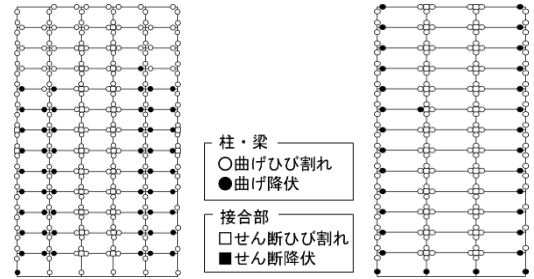 柱・梁
○曲げひび割れ
●曲げ降伏
接合部
□せん断ひび割れ
■せん断降伏